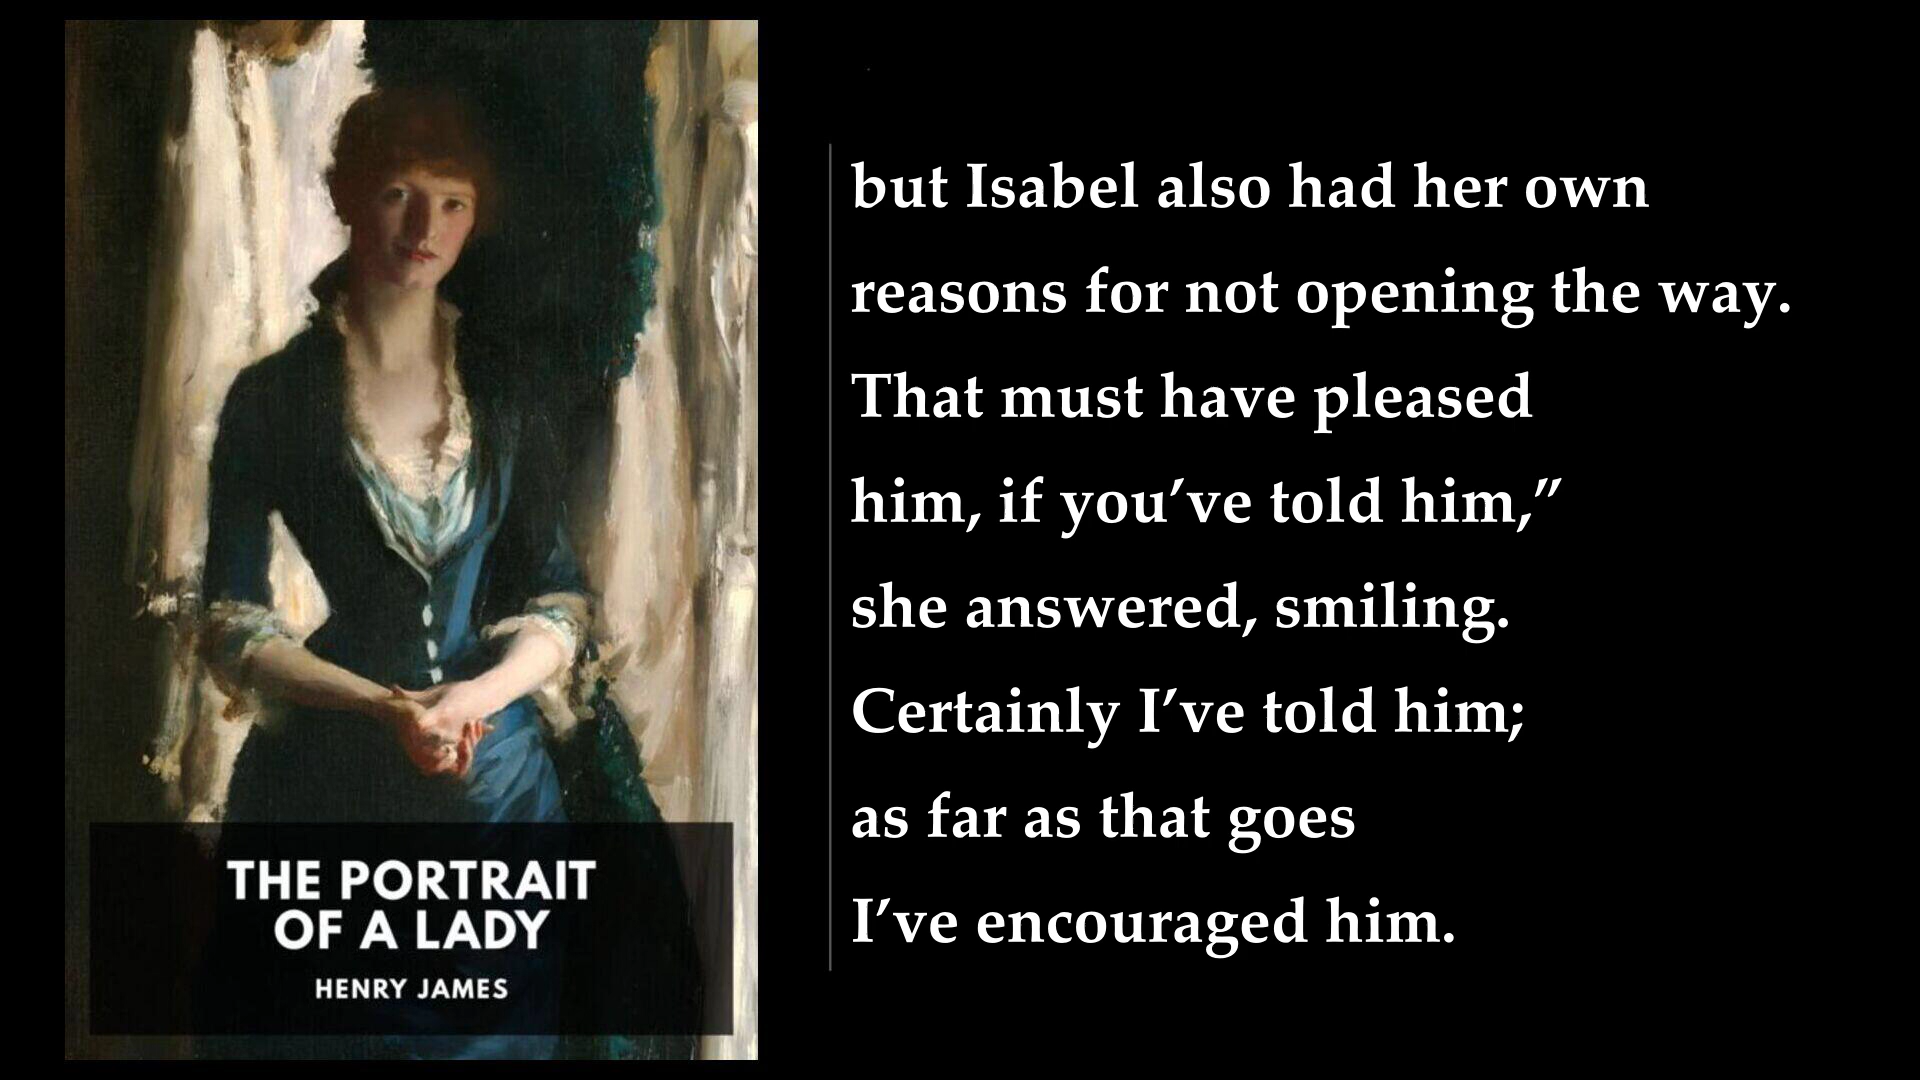 THE PORTRAIT
OF A LADY
HENRY JAMES
but Isabel also had her own
reasons for not opening the way.
That must have pleased
him, if you’ve told him,”
she answered, smiling.
Certainly I’ve told him;
as far as that goes
I’ve encouraged him.